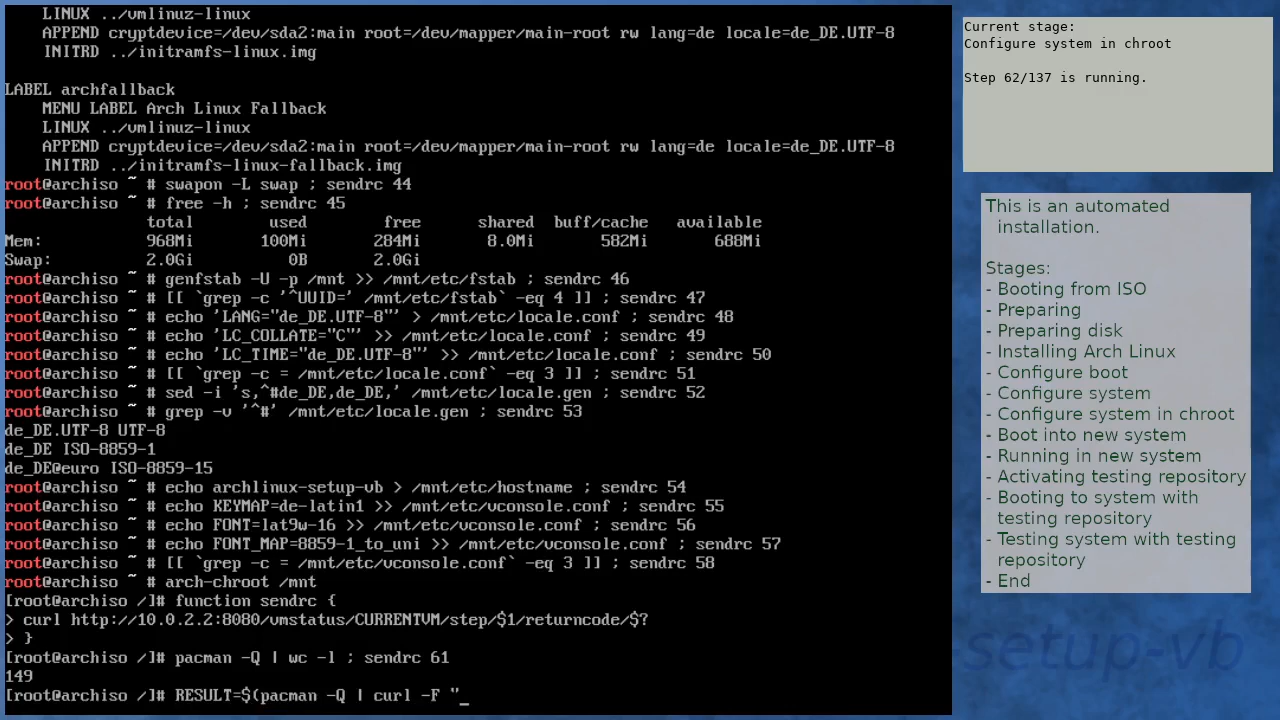 LINUX ../vmlinuz-linux
    APPEND cryptdevice=/dev/sda2:main root=/dev/mapper/main-root rw lang=de locale=de_DE.UTF-8
    INITRD ../initramfs-linux.img

LABEL archfallback
    MENU LABEL Arch Linux Fallback
    LINUX ../vmlinuz-linux
    APPEND cryptdevice=/dev/sda2:main root=/dev/mapper/main-root rw lang=de locale=de_DE.UTF-8
    INITRD ../initramfs-linux-fallback.img
root@archiso ~ # swapon -L swap ; sendrc 44
root@archiso ~ # free -h ; sendrc 45
               total        used        free      shared  buff/cache   available
Mem:           968Mi       100Mi       284Mi       8.0Mi       582Mi       688Mi
Swap:          2.0Gi          0B       2.0Gi
root@archiso ~ # genfstab -U -p /mnt >> /mnt/etc/fstab ; sendrc 46
root@archiso ~ # [[ `grep -c '^UUID=' /mnt/etc/fstab` -eq 4 ]] ; sendrc 47
root@archiso ~ # echo 'LANG="de_DE.UTF-8"' > /mnt/etc/locale.conf ; sendrc 48
root@archiso ~ # echo 'LC_COLLATE="C"' >> /mnt/etc/locale.conf ; sendrc 49
root@archiso ~ # echo 'LC_TIME="de_DE.UTF-8"' >> /mnt/etc/locale.conf ; sendrc 50
root@archiso ~ # [[ `grep -c = /mnt/etc/locale.conf` -eq 3 ]] ; sendrc 51
root@archiso ~ # sed -i 's,^#de_DE,de_DE,' /mnt/etc/locale.gen ; sendrc 52
root@archiso ~ # grep -v '^#' /mnt/etc/locale.gen ; sendrc 53
de_DE.UTF-8 UTF-8
de_DE ISO-8859-1
de_DE@euro ISO-8859-15
root@archiso ~ # echo archlinux-setup-vb > /mnt/etc/hostname ; sendrc 54
root@archiso ~ # echo KEYMAP=de-latin1 >> /mnt/etc/vconsole.conf ; sendrc 55
root@archiso ~ # echo FONT=lat9w-16 >> /mnt/etc/vconsole.conf ; sendrc 56
root@archiso ~ # echo FONT_MAP=8859-1_to_uni >> /mnt/etc/vconsole.conf ; sendrc 57
root@archiso ~ # [[ `grep -c = /mnt/etc/vconsole.conf` -eq 3 ]] ; sendrc 58
root@archiso ~ # arch-chroot /mnt
[root@archiso /]# function sendrc {
> curl http://10.0.2.2:8080/vmstatus/CURRENTVM/step/$1/returncode/$?
> }
[root@archiso /]# pacman -Q | wc -l ; sendrc 61
149
[root@archiso /]# RESULT=$(pacman -Q | curl -F "_
Current stage:
Configure system in chroot

Step 62/137 is running.
This is an automated
installation.

Stages:
- Booting from ISO
- Preparing
- Preparing disk
- Installing Arch Linux
- Configure boot
- Configure system
- Configure system in chroot
- Boot into new system
- Running in new system
- Activating testing repository
- Booting to system with
testing repository
- Testing system with testing
repository
- End
-setup-vb